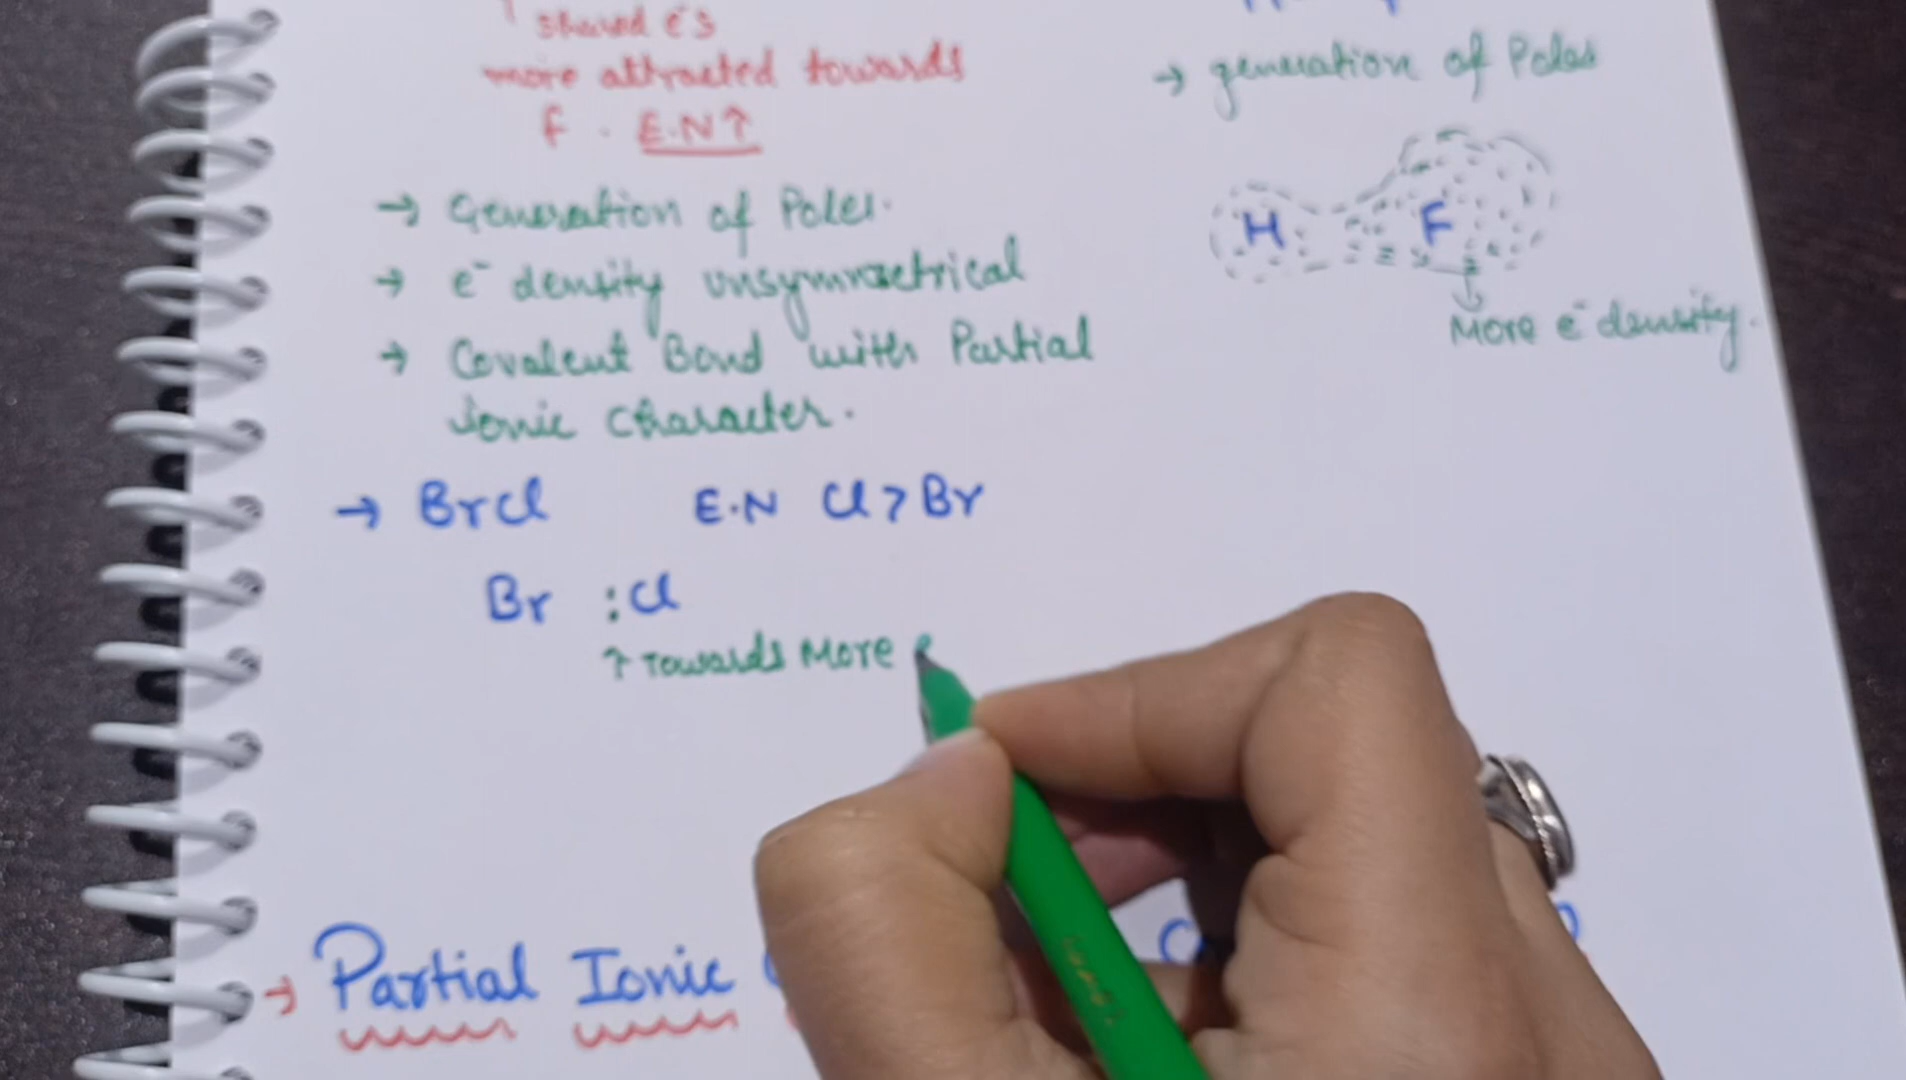 shared e⁻s
more attracted towards
F. E.N↑
→ Generation of Poles.
→ e⁻ density unsymmetrical
→ Covalent Bond with Partial
ionic character.
→ generation of Poles
H F
More e⁻ density.
→ BrCl E.N Cl > Br
Br :Cl
↑ Towards More e
→ Partial Ionic